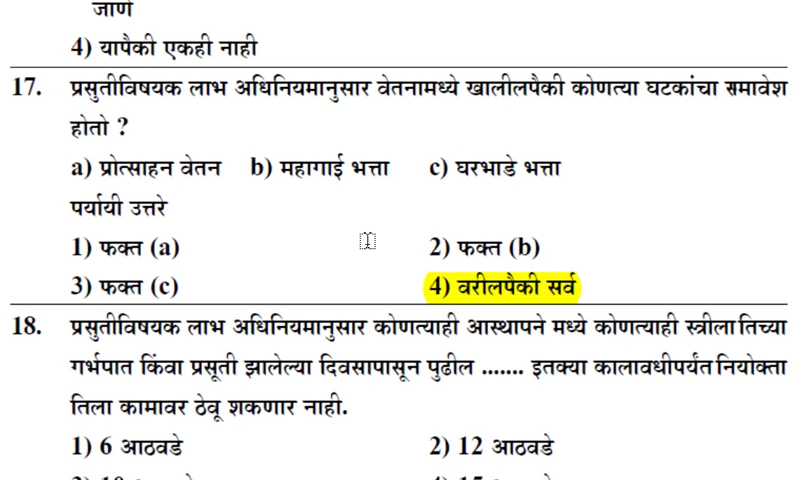 जाणे
4) यापैकी एकही नाही
17. प्रसुतीविषयक लाभ अधिनियमानुसार वेतनामध्ये खालीलपैकी कोणत्या घटकांचा समावेश
होतो ?
a) प्रोत्साहन वेतन b) महागाई भत्ता c) घरभाडे भत्ता
पर्यायी उत्तरे
1) फक्त (a) 2) फक्त (b)
3) फक्त (c) 4) वरीलपैकी सर्व
18. प्रसुतीविषयक लाभ अधिनियमानुसार कोणत्याही आस्थापने मध्ये कोणत्याही स्त्रीला तिच्या
गर्भपात किंवा प्रसूती झालेल्या दिवसापासून पुढील ....... इतक्या कालावधीपर्यंत नियोक्ता
तिला कामावर ठेवू शकणार नाही.
1) 6 आठवडे 2) 12 आठवडे